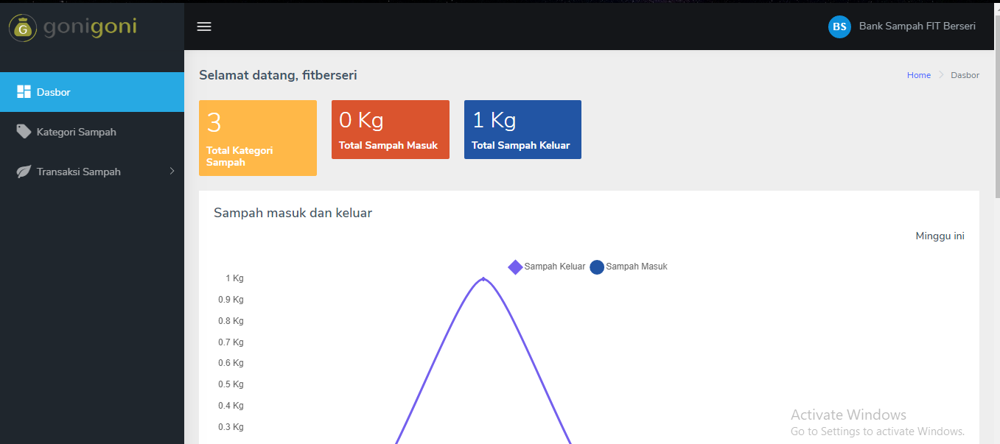 G gonigoni
BS Bank Sampah FIT Berseri
Dasbor
Kategori Sampah
Transaksi Sampah
Selamat datang, fitberseri
Home Dasbor
3
Total Kategori
Sampah
0 Kg
Total Sampah Masuk
1 Kg
Total Sampah Keluar
Sampah masuk dan keluar
Minggu ini
Sampah Keluar Sampah Masuk
1 Kg
0.9 Kg
0.8 Kg
0.7 Kg
0.6 Kg
0.5 Kg
0.4 Kg
0.3 Kg
Activate Windows
Go to Settings to activate Windows.